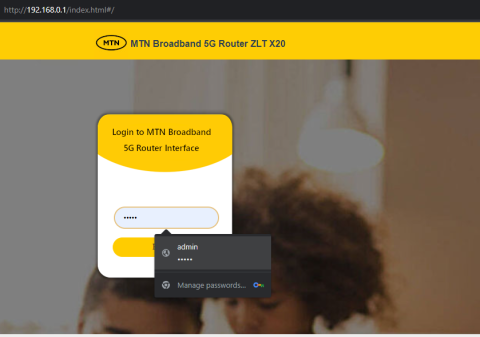 http://192.168.0.1/index.html#/
MTN
MTN Broadband 5G Router ZLT X20
Login to MTN Broadband
5G Router Interface
•••••
admin
•••••
Manage passwords...